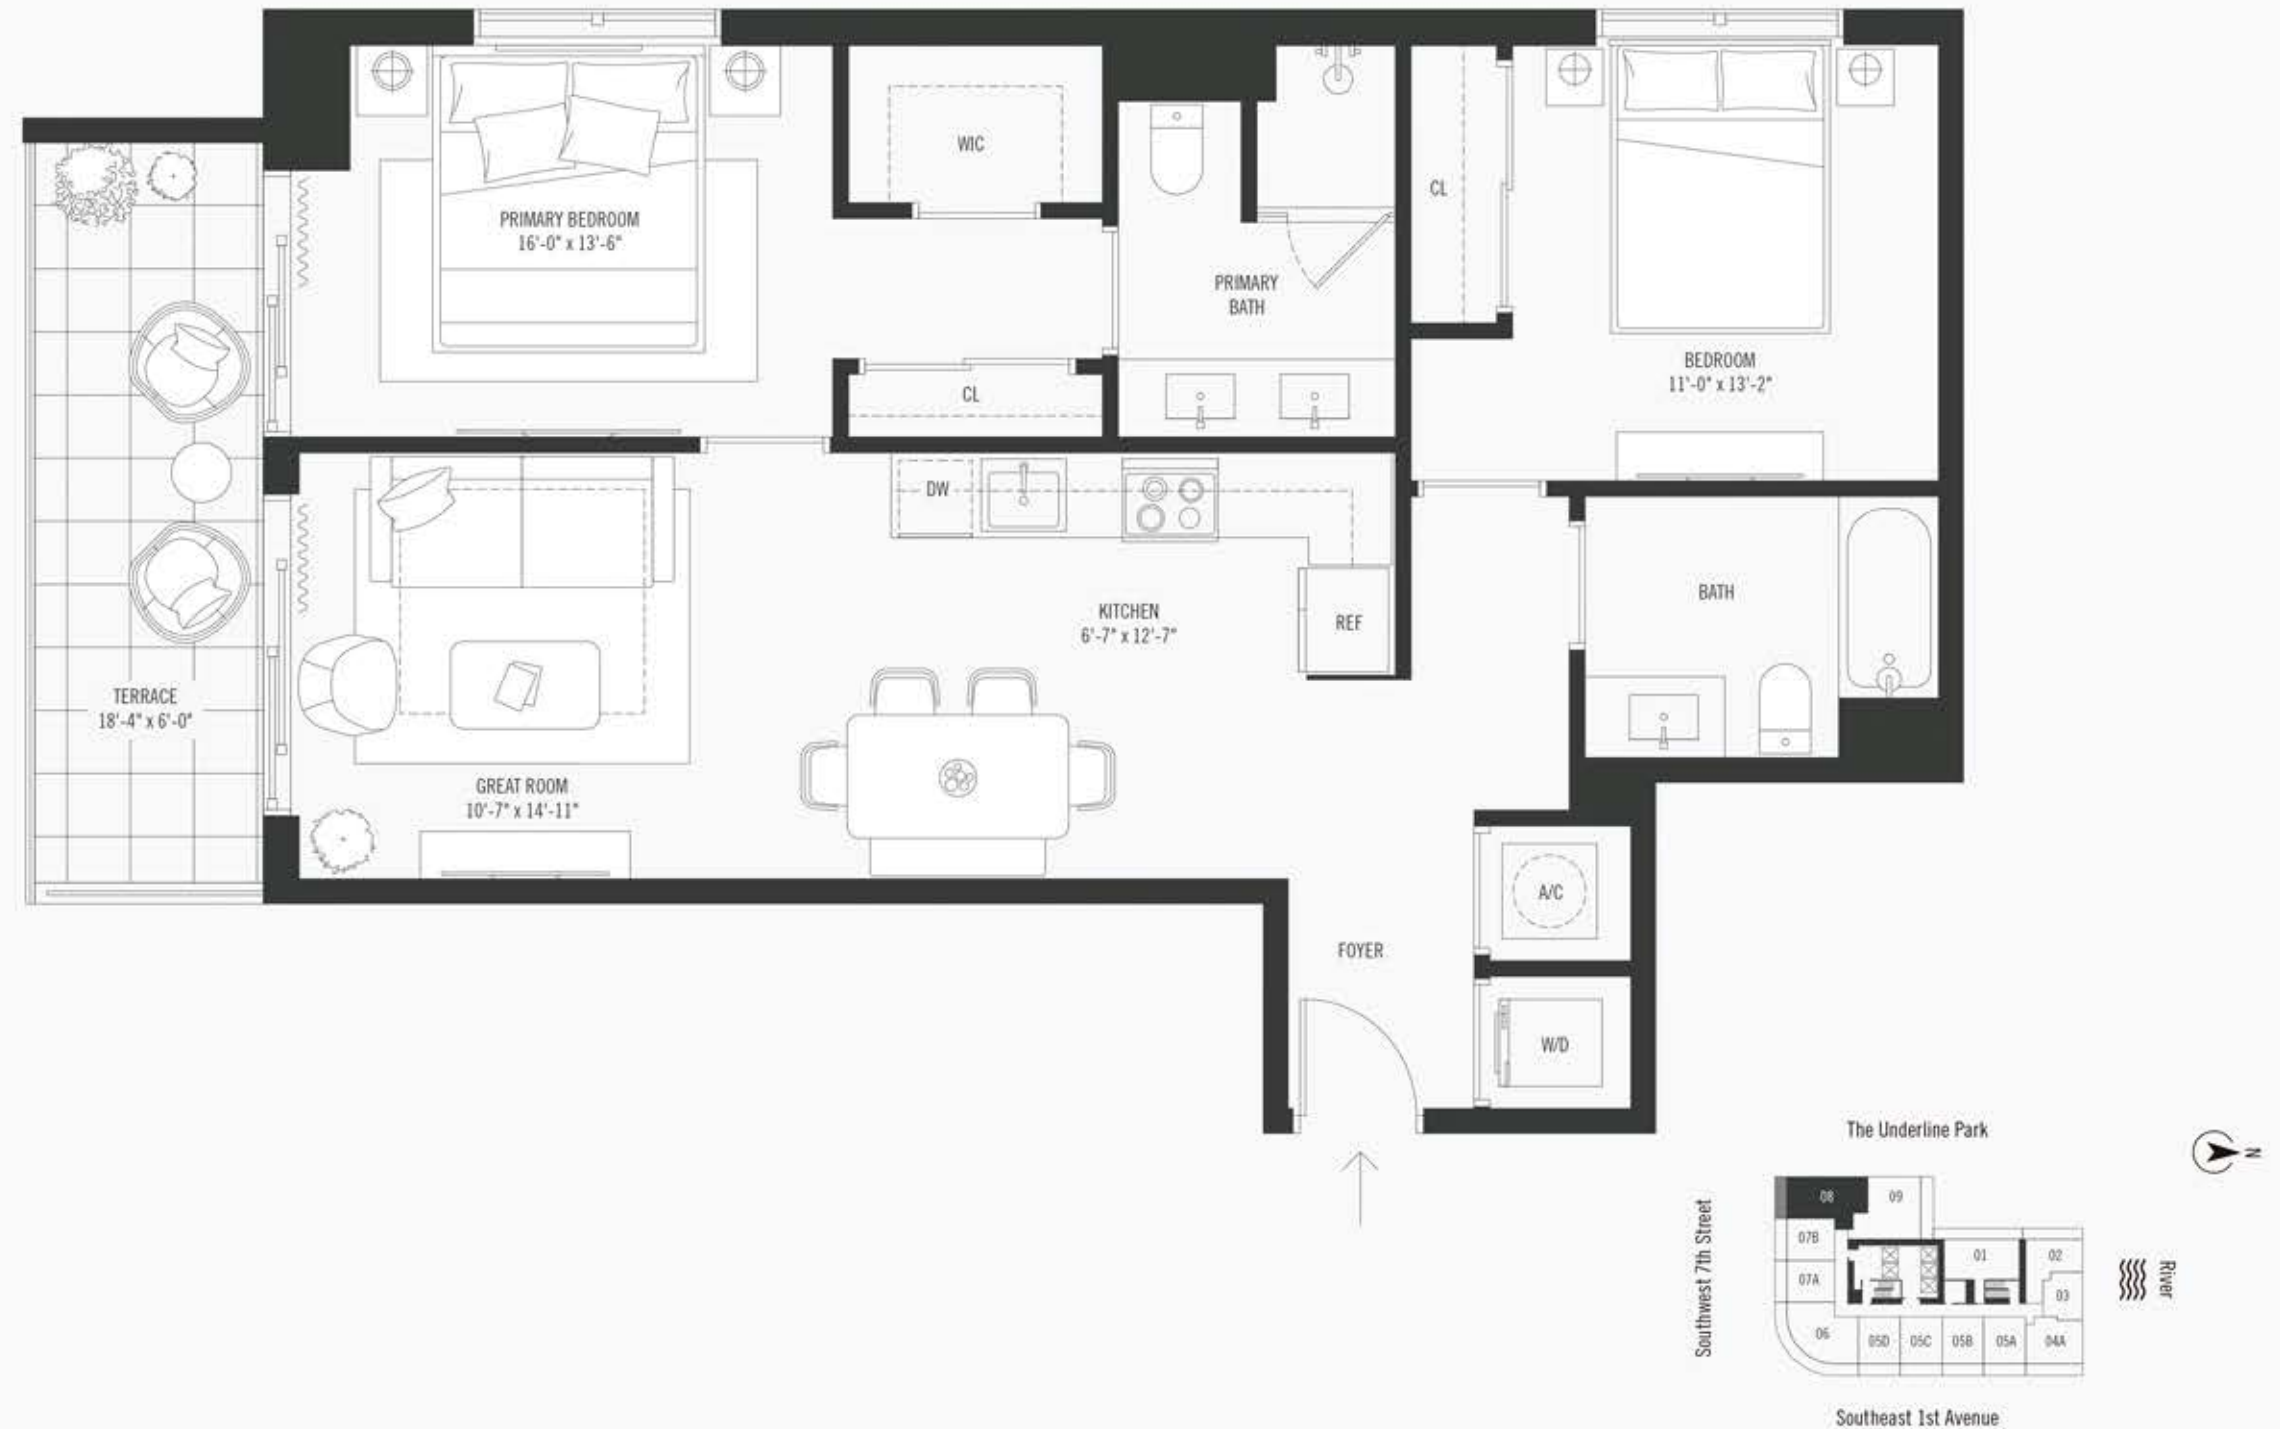 WIC
CL
PRIMARY BEDROOM
16'-0" x 13'-6"
PRIMARY
BATH
BEDROOM
11'-0" x 13'-2"
CL
DW
BATH
KITCHEN
6'-7" x 12'-7"
REF
TERRACE
18'-4" x 6'-0"
GREAT ROOM
10'-7" x 14'-11"
A/C
FOYER
W/D
The Underline Park
N
Southwest 7th Street
08
09
07B
01
02
07A
03
River
06
05D
05C
05B
05A
04A
Southeast 1st Avenue